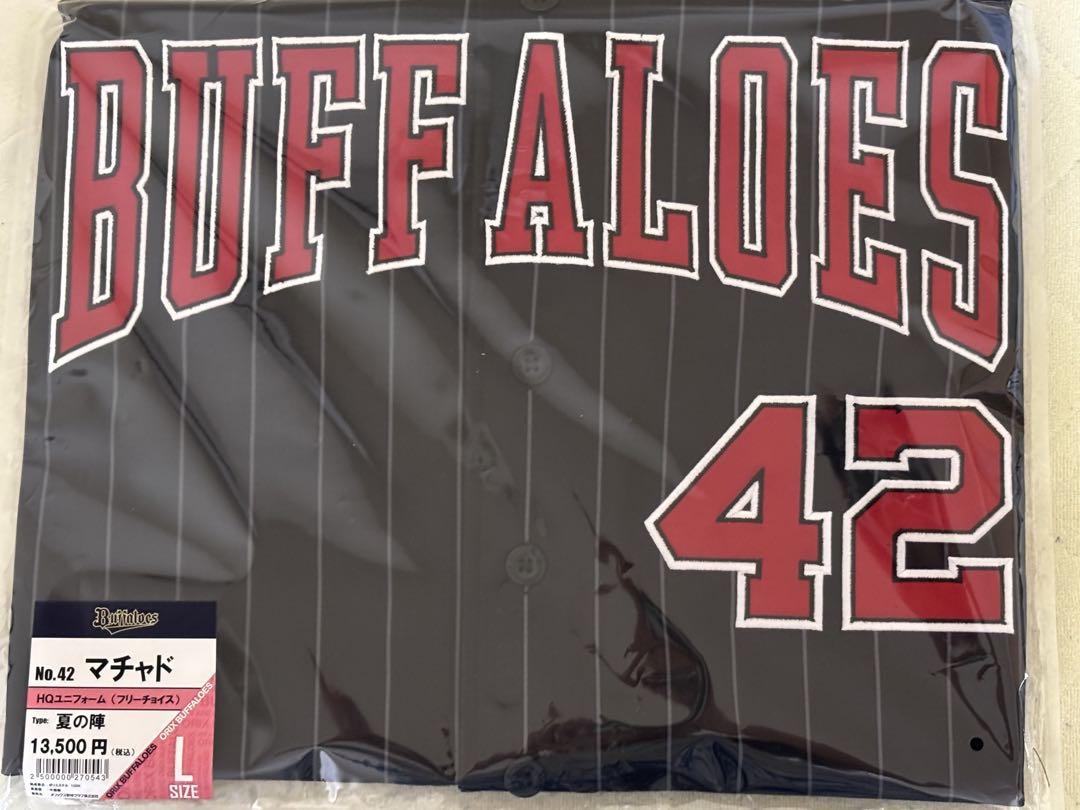 BUFFALOES
42
Buffaloes
No.42 マチャド
HQユニフォーム（フリーチョイス）
Type: 夏の陣
13,500円（税込）
2500000270543
ORIX BUFFALOES
ORIX BUFFALOES
L
SIZE